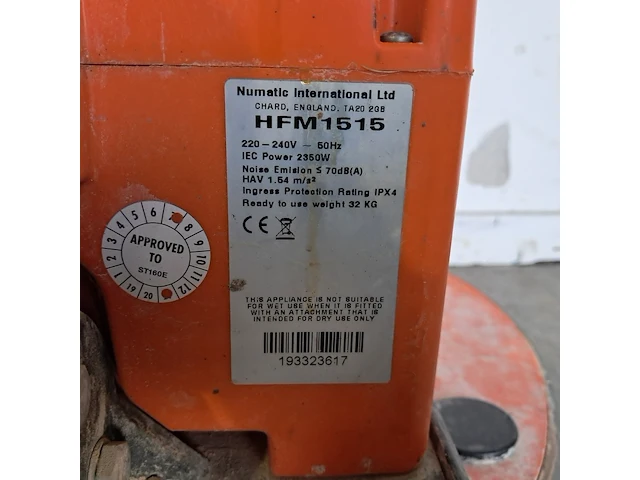 Numatic International Ltd
CHARD, ENGLAND. TA20 2GB
HFM1515
220 - 240V ~ 50Hz
IEC Power 2350W
Noise Emision ≤ 70dB(A)
HAV 1.54 m/s²
Ingress Protection Rating IPX4
Ready to use weight 32 KG
CE
THIS APPLIANCE IS NOT SUITABLE
FOR WET USE WHEN IT IS FITTED
WITH AN ATTACHMENT THAT IS
INTENDED FOR DRY USE ONLY
193323617
APPROVED
TO
ST160E
1 2 3 4 5 6 8 9 10 11 12
19 20